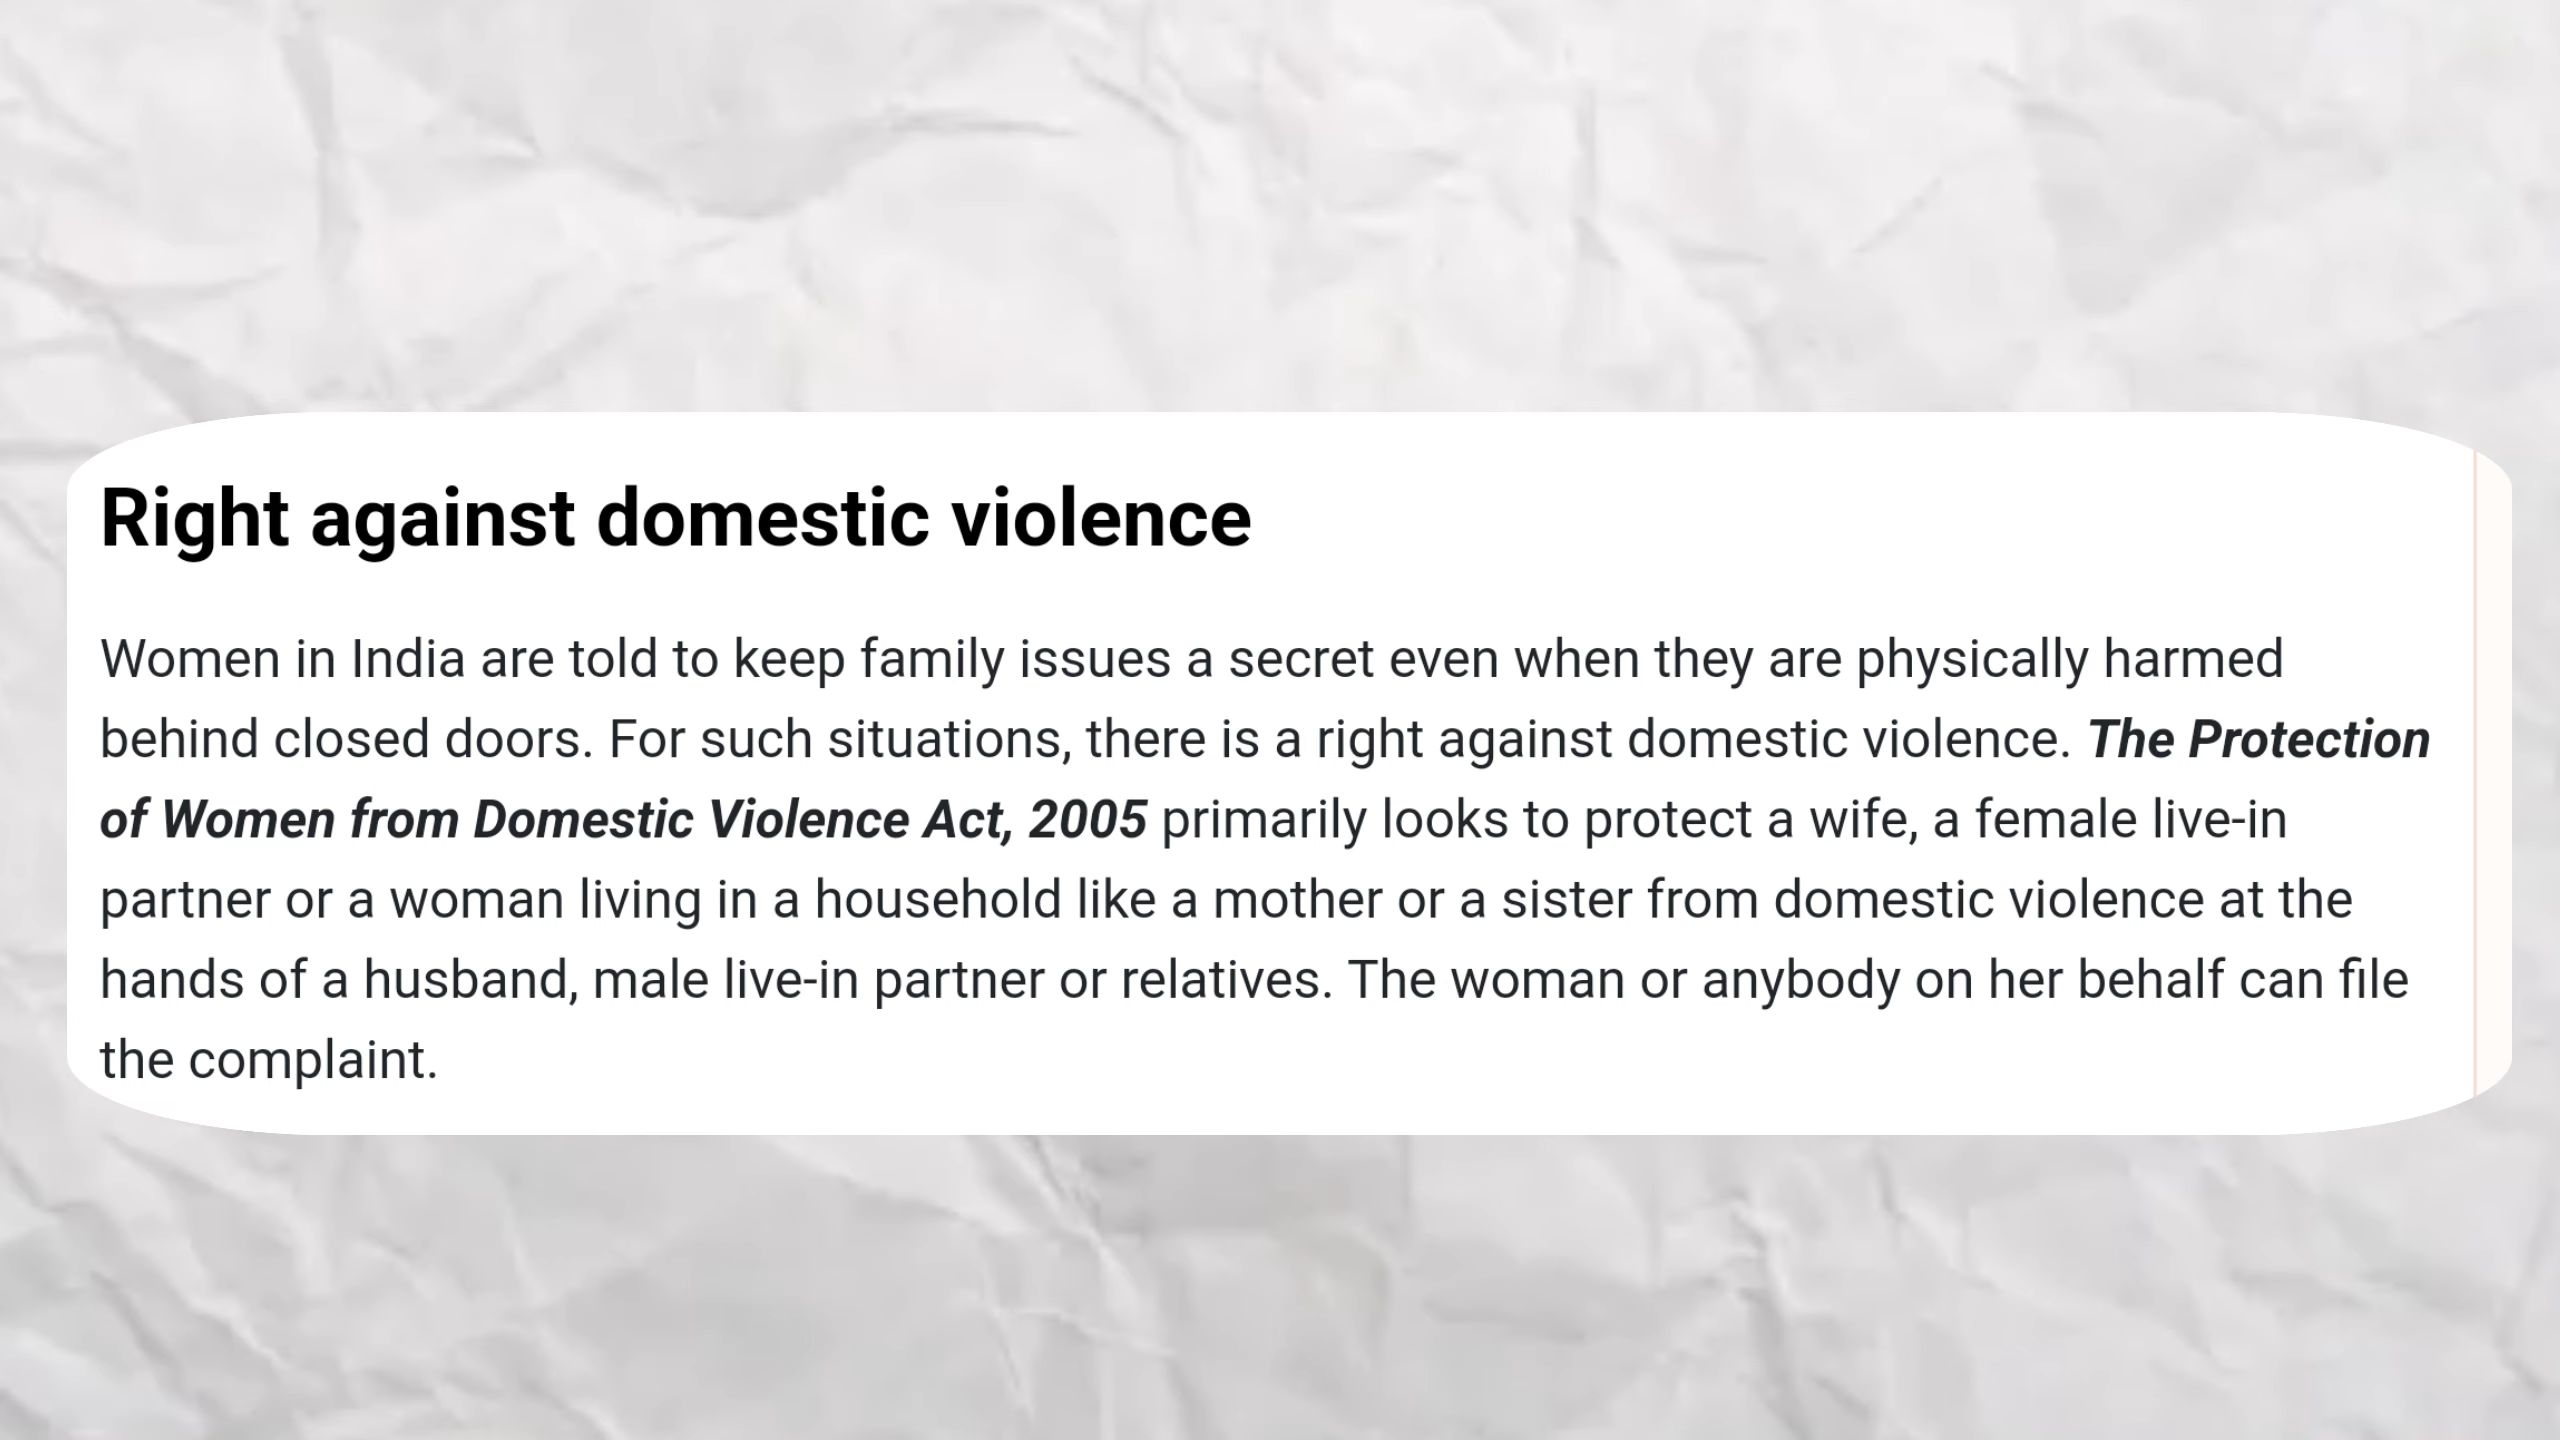 Right against domestic violence
Women in India are told to keep family issues a secret even when they are physically harmed
behind closed doors. For such situations, there is a right against domestic violence. The Protection
of Women from Domestic Violence Act, 2005 primarily looks to protect a wife, a female live-in
partner or a woman living in a household like a mother or a sister from domestic violence at the
hands of a husband, male live-in partner or relatives. The woman or anybody on her behalf can file
the complaint.